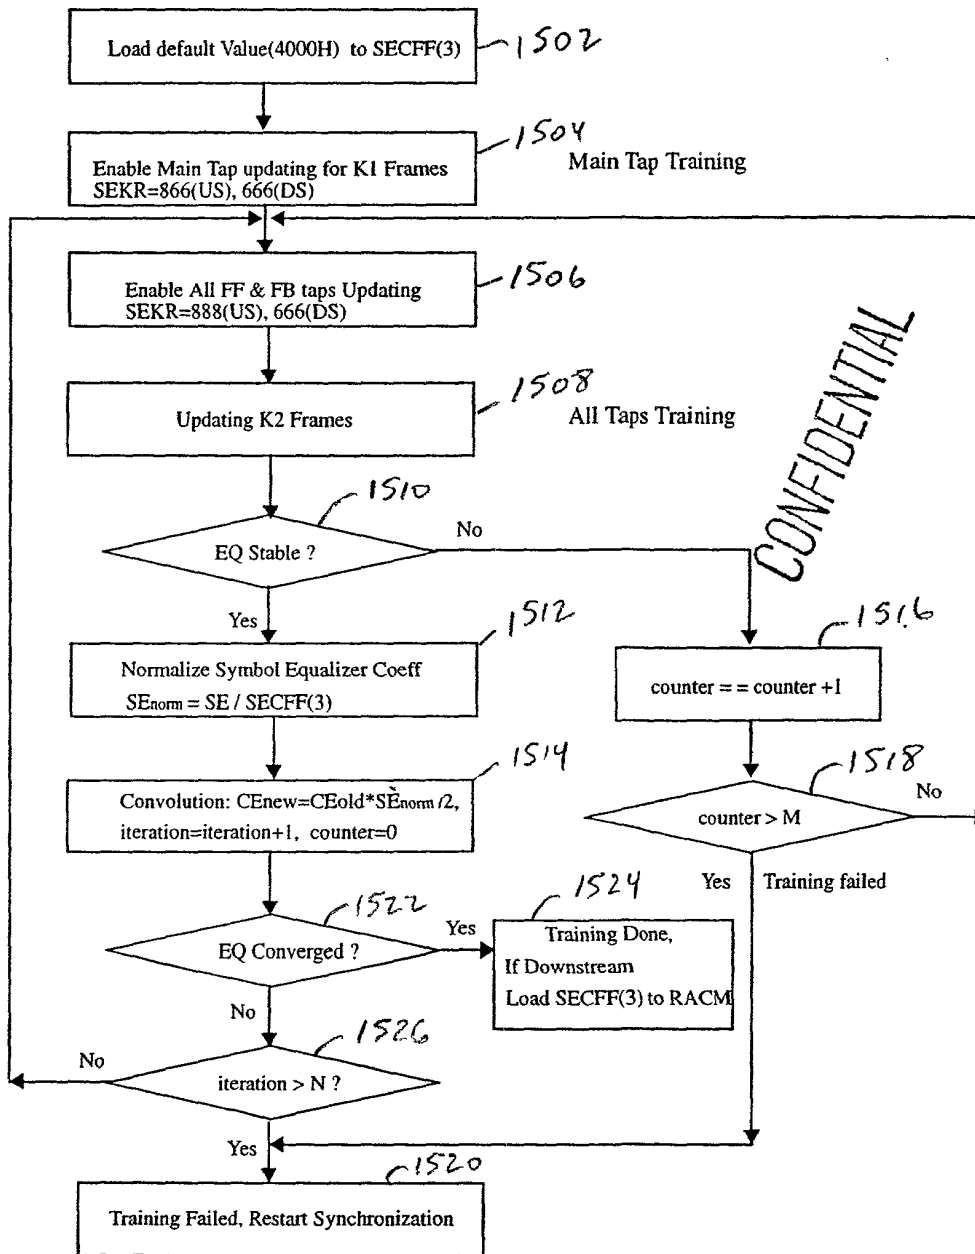 Load default Value(4000H) to SECFF(3)
1502
Enable Main Tap updating for K1 Frames
SEKR=866(US), 666(DS)
1504
Main Tap Training
Enable All FF & FB taps Updating
SEKR=888(US), 666(DS)
1506
Updating K2 Frames
1508
All Taps Training
CONFIDENTIAL
1510
EQ Stable ?
No
Yes
1512
Normalize Symbol Equalizer Coeff
SEnorm = SE / SECFF(3)
1516
counter = = counter +1
1514
Convolution: CEnew=CEold*SÈnorm /2,
iteration=iteration+1, counter=0
1518
counter > M
No
Yes
Training failed
1522
EQ Converged ?
Yes
1524
Training Done,
If Downstream
Load SECFF(3) to RACM
No
1526
iteration > N ?
No
Yes
1520
Training Failed, Restart Synchronization